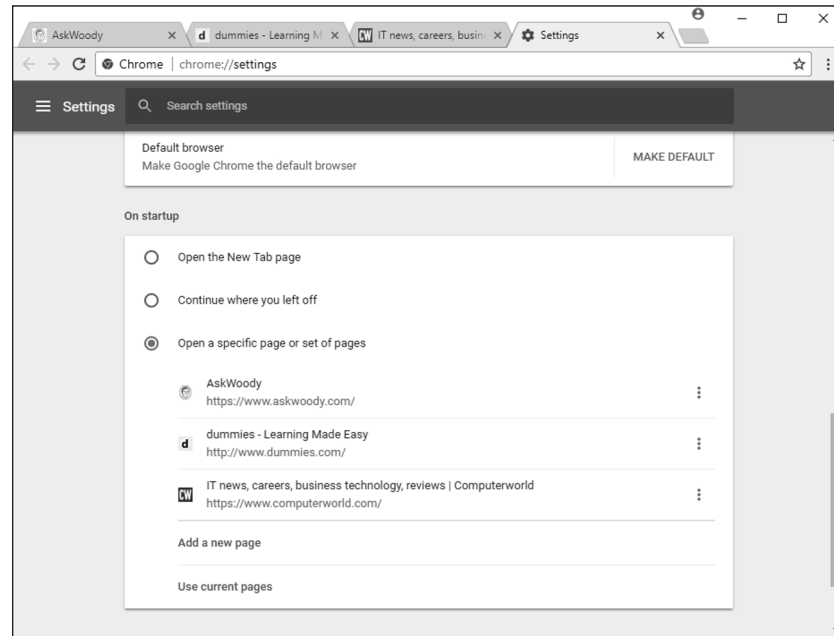 AskWoody
d dummies - Learning M
CW IT news, careers, busin
Settings
Chrome | chrome://settings
Settings
Search settings
Default browser
Make Google Chrome the default browser
MAKE DEFAULT
On startup
Open the New Tab page
Continue where you left off
Open a specific page or set of pages
AskWoody
https://www.askwoody.com/
d
dummies - Learning Made Easy
http://www.dummies.com/
CW
IT news, careers, business technology, reviews | Computerworld
https://www.computerworld.com/
Add a new page
Use current pages